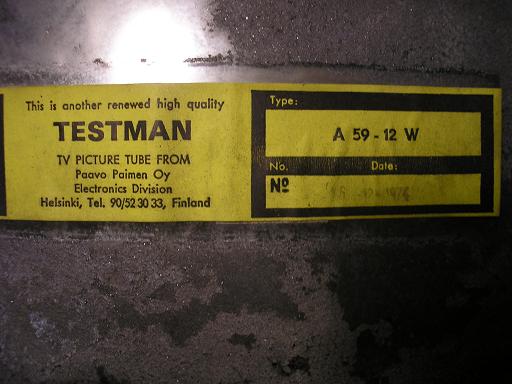 This is another renewed high quality
TESTMAN
TV PICTURE TUBE FROM
Paavo Paimen Oy
Electronics Division
Helsinki, Tel. 90/52 30 33, Finland
Type:
A 59 - 12 W
No. Date:
Nº